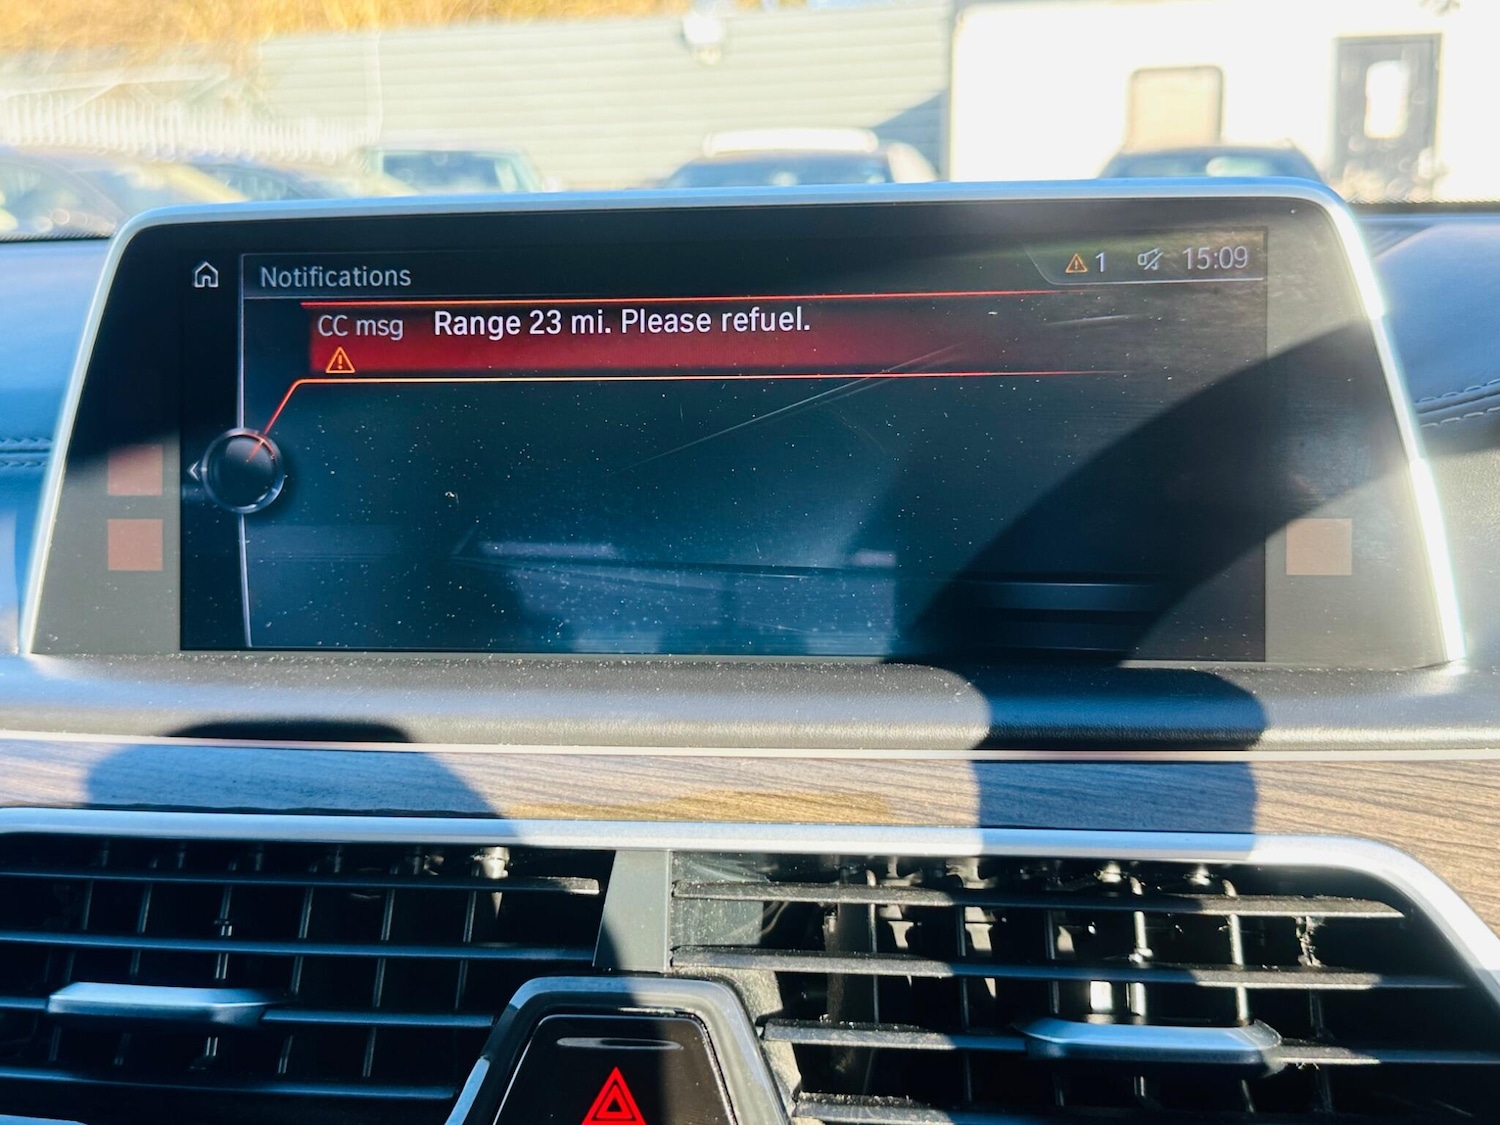 Notifications
1 15:09
CC msg Range 23 mi. Please refuel.